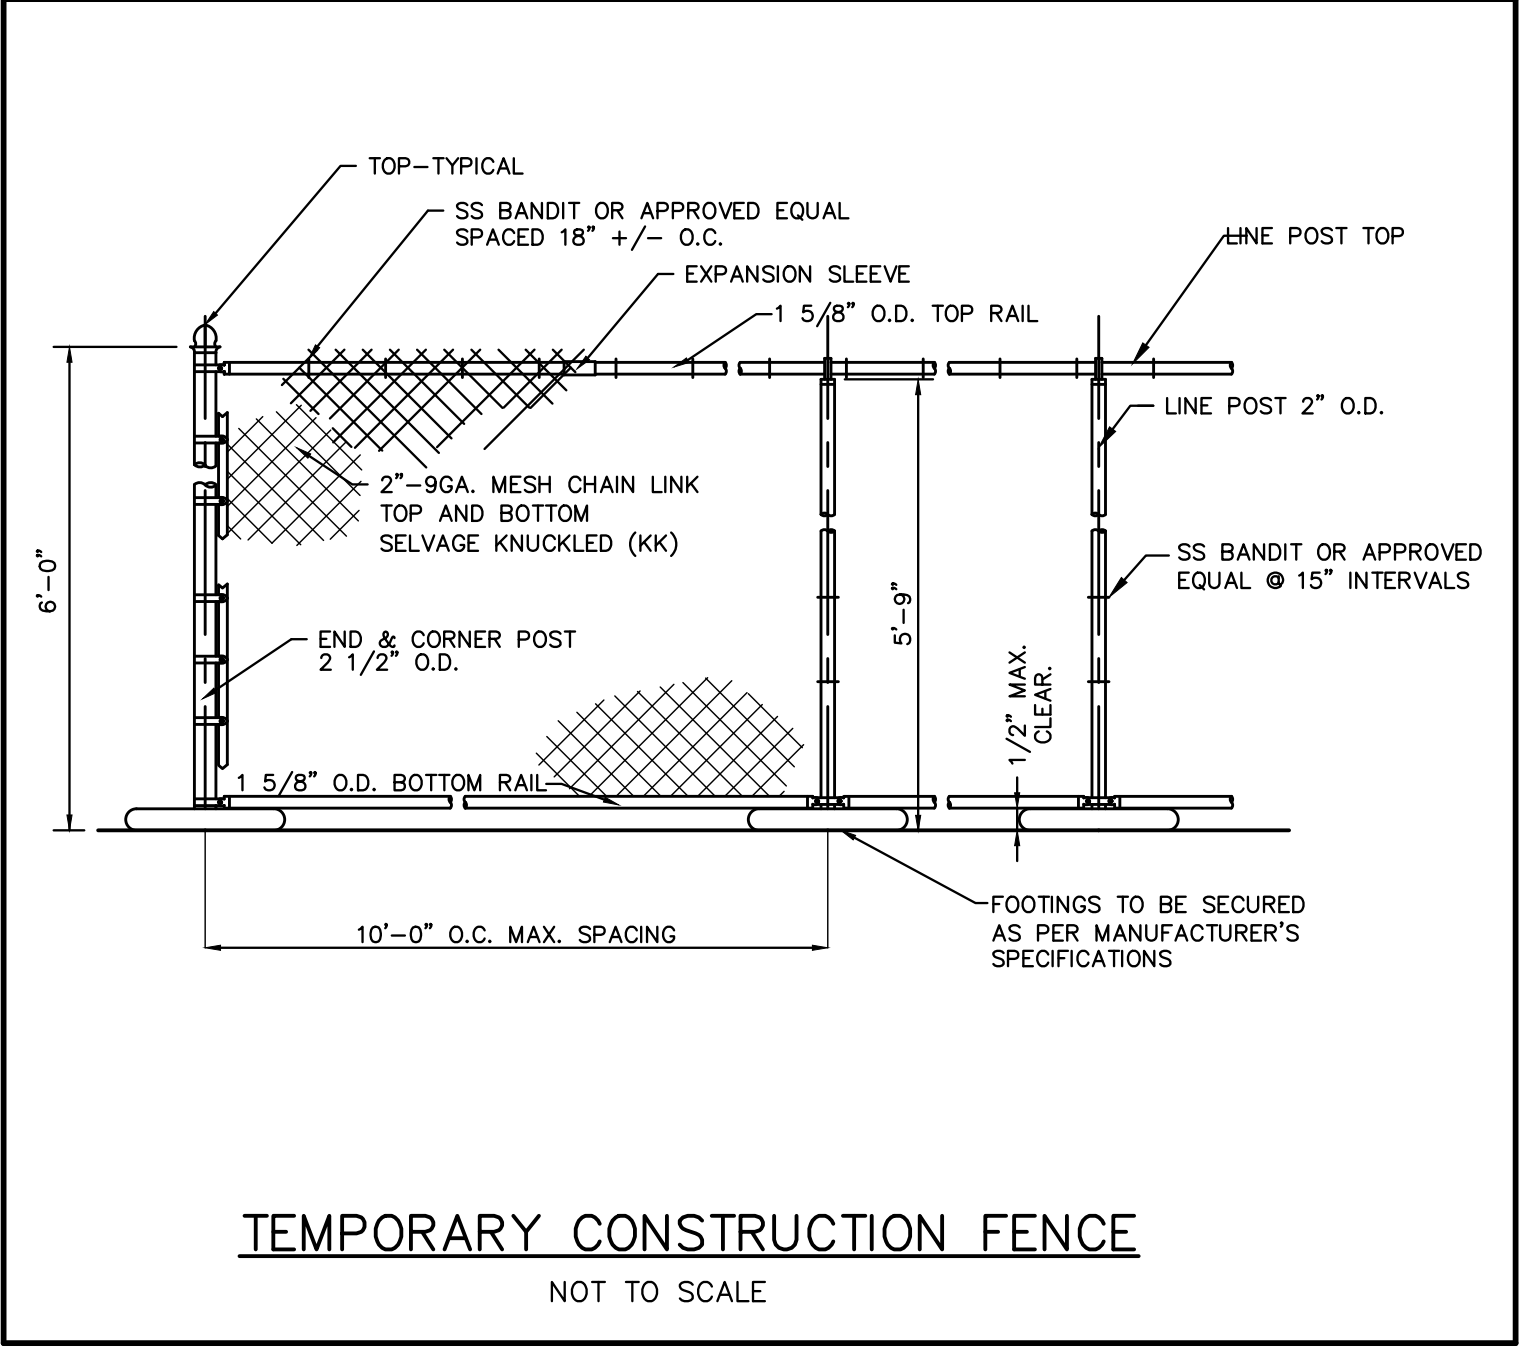 TOP-TYPICAL
SS BANDIT OR APPROVED EQUAL
SPACED 18" +/- O.C.
LINE POST TOP
EXPANSION SLEEVE
1 5/8" O.D. TOP RAIL
LINE POST 2" O.D.
2"-9GA. MESH CHAIN LINK
TOP AND BOTTOM
SELVAGE KNUCKLED (KK)
SS BANDIT OR APPROVED
EQUAL @ 15" INTERVALS
6'-0"
5'-9"
END & CORNER POST
2 1/2" O.D.
1/2" MAX.
CLEAR.
1 5/8" O.D. BOTTOM RAIL
FOOTINGS TO BE SECURED
AS PER MANUFACTURER'S
SPECIFICATIONS
10'-0" O.C. MAX. SPACING
TEMPORARY CONSTRUCTION FENCE
NOT TO SCALE